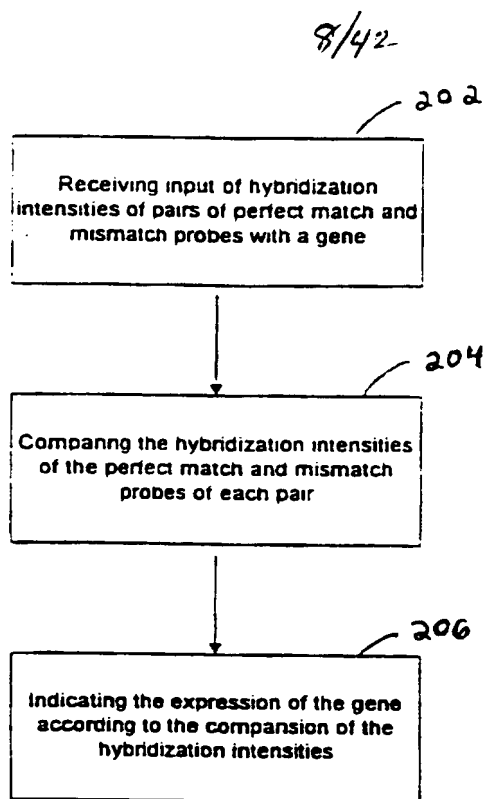 8/42
202
Receiving input of hybridization
intensities of pairs of perfect match and
mismatch probes with a gene
204
Comparing the hybridization intensities
of the perfect match and mismatch
probes of each pair
206
Indicating the expression of the gene
according to the comparison of the
hybridization intensities